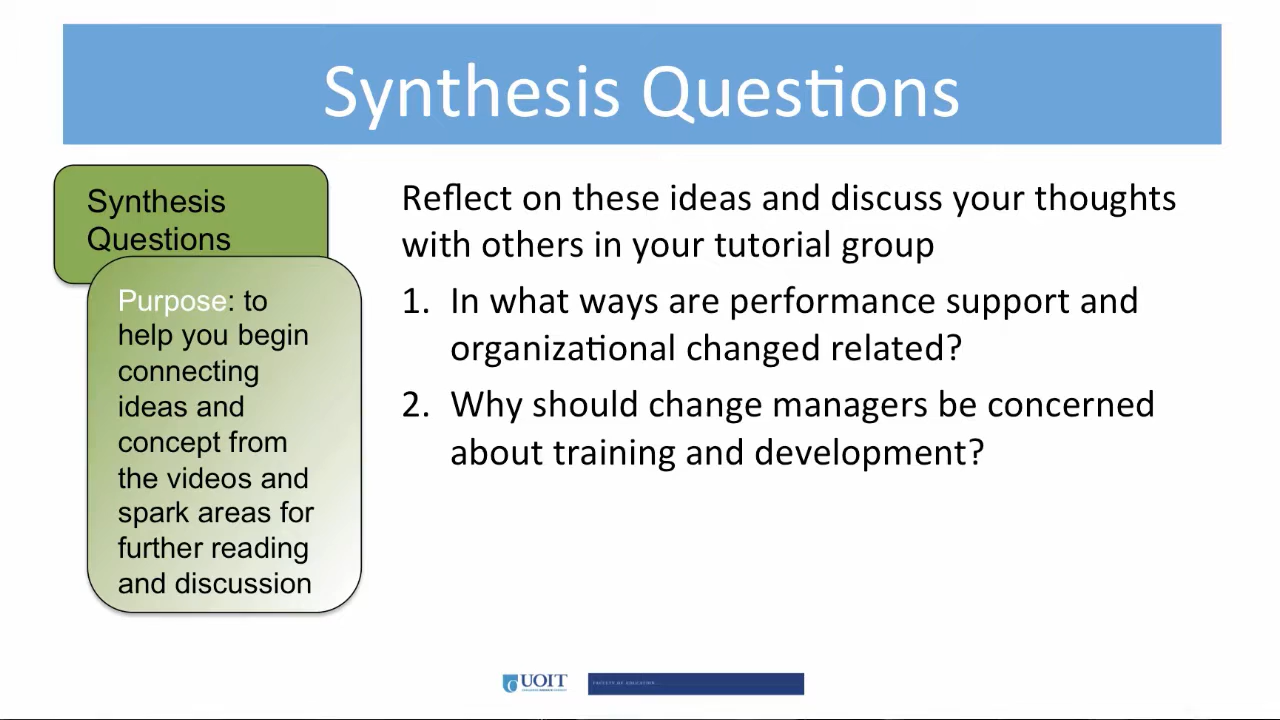 Synthesis Questions
Synthesis
Questions
Purpose: to
help you begin
connecting
ideas and
concept from
the videos and
spark areas for
further reading
and discussion
Reflect on these ideas and discuss your thoughts
with others in your tutorial group
1. In what ways are performance support and
organizational changed related?
2. Why should change managers be concerned
about training and development?
UOIT
FACULTY OF EDUCATION